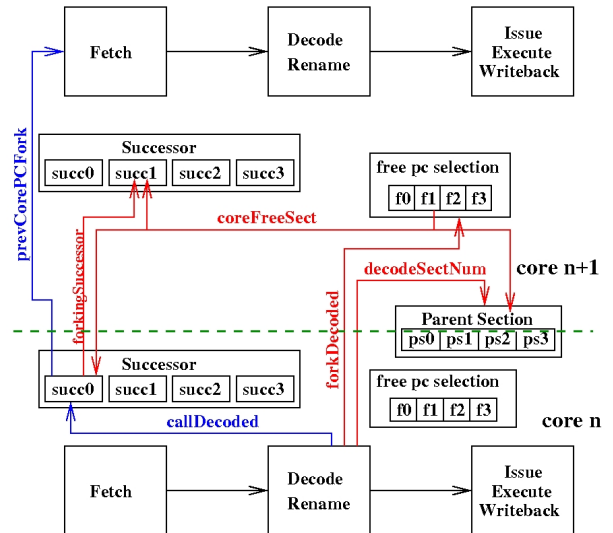 Fetch
Decode
Rename
Issue
Execute
Writeback
prevCorePCFork
Successor
succ0 succ1 succ2 succ3
free pc selection
f0 f1 f2 f3
coreFreeSect
forkingSuccessor
forkDecoded
decodeSectNum
core n+1
Parent Section
ps0 ps1 ps2 ps3
Successor
succ0 succ1 succ2 succ3
free pc selection
f0 f1 f2 f3
core n
callDecoded
Fetch
Decode
Rename
Issue
Execute
Writeback